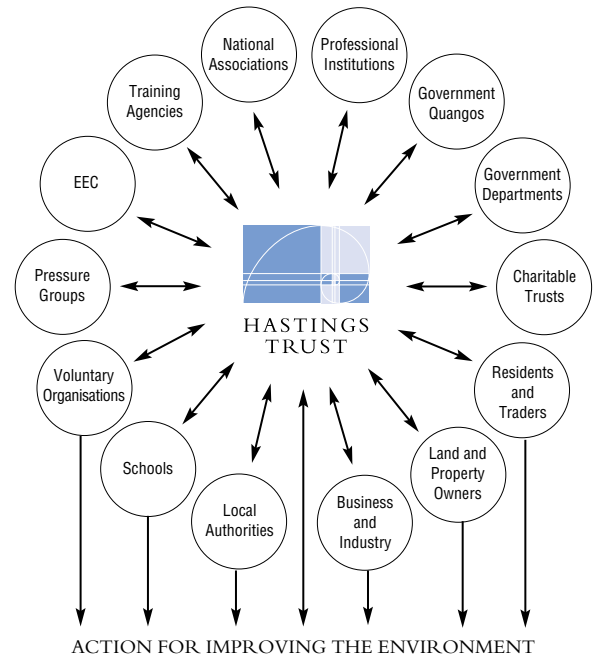 National
Associations
Professional
Institutions
Training
Agencies
Government
Quangos
EEC
Government
Departments
Pressure
Groups
Charitable
Trusts
HASTINGS
TRUST
Voluntary
Organisations
Residents
and
Traders
Schools
Land and
Property
Owners
Local
Authorities
Business
and
Industry
ACTION FOR IMPROVING THE ENVIRONMENT